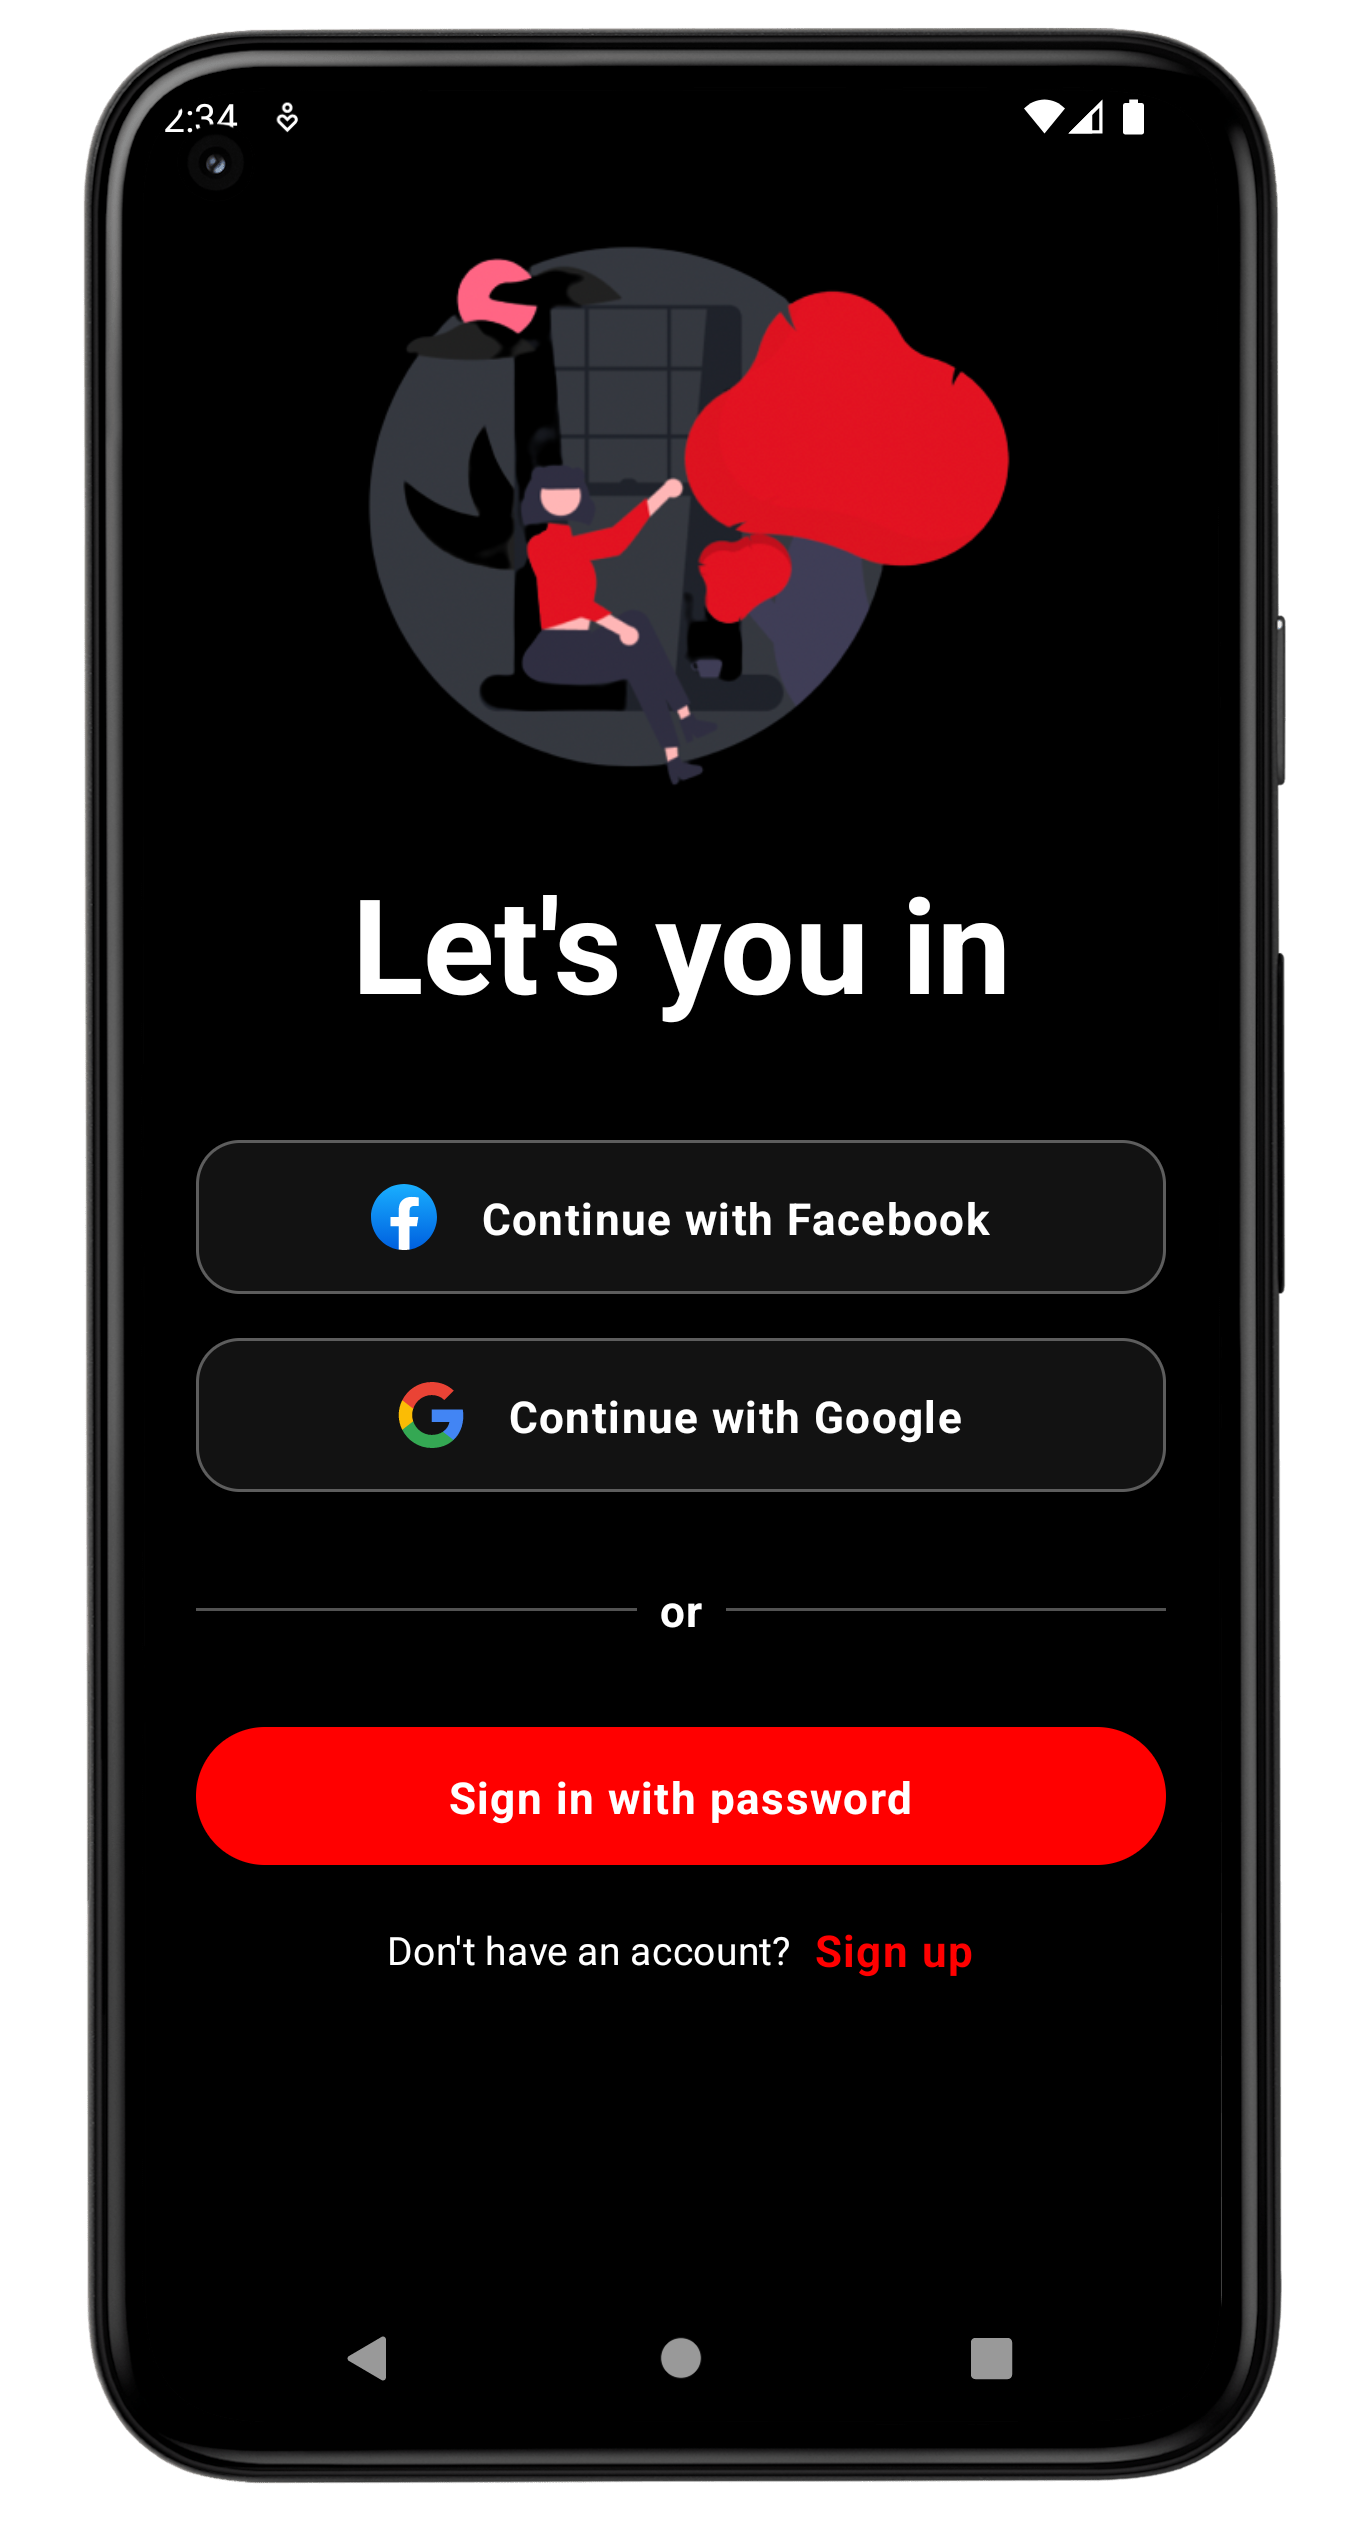 2:34
Let's you in
Continue with Facebook
Continue with Google
or
Sign in with password
Don't have an account? Sign up